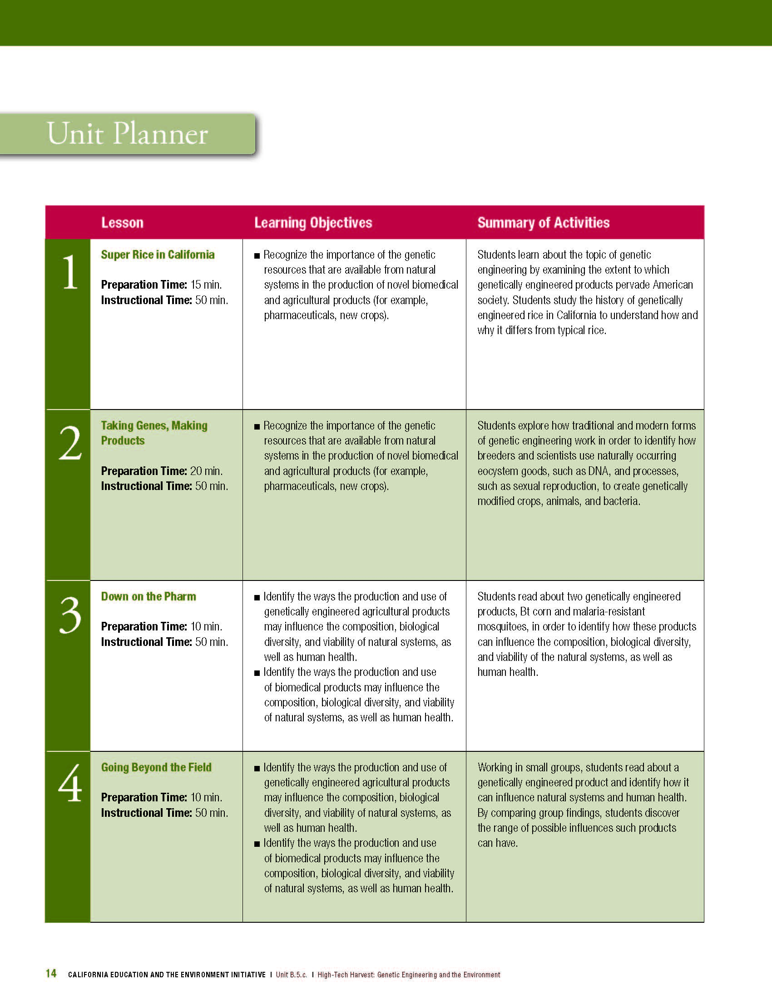 Unit Planner
Lesson
Learning Objectives
Summary of Activities
1
Super Rice in California
Preparation Time: 15 min.
Instructional Time: 50 min.
■ Recognize the importance of the genetic
resources that are available from natural
systems in the production of novel biomedical
and agricultural products (for example,
pharmaceuticals, new crops).
Students learn about the topic of genetic
engineering by examining the extent to which
genetically engineered products pervade American
society. Students study the history of genetically
engineered rice in California to understand how and
why it differs from typical rice.
2
Taking Genes, Making
Products
Preparation Time: 20 min.
Instructional Time: 50 min.
■ Recognize the importance of the genetic
resources that are available from natural
systems in the production of novel biomedical
and agricultural products (for example,
pharmaceuticals, new crops).
Students explore how traditional and modern forms
of genetic engineering work in order to identify how
breeders and scientists use naturally occurring
eocystem goods, such as DNA, and processes,
such as sexual reproduction, to create genetically
modified crops, animals, and bacteria.
3
Down on the Pharm
Preparation Time: 10 min.
Instructional Time: 50 min.
■ Identify the ways the production and use of
genetically engineered agricultural products
may influence the composition, biological
diversity, and viability of natural systems, as
well as human health.
■ Identify the ways the production and use
of biomedical products may influence the
composition, biological diversity, and viability
of natural systems, as well as human health.
Students read about two genetically engineered
products, Bt corn and malaria-resistant
mosquitoes, in order to identify how these products
can influence the composition, biological diversity,
and viability of the natural systems, as well as
human health.
4
Going Beyond the Field
Preparation Time: 10 min.
Instructional Time: 50 min.
■ Identify the ways the production and use of
genetically engineered agricultural products
may influence the composition, biological
diversity, and viability of natural systems, as
well as human health.
■ Identify the ways the production and use
of biomedical products may influence the
composition, biological diversity, and viability
of natural systems, as well as human health.
Working in small groups, students read about a
genetically engineered product and identify how it
can influence natural systems and human health.
By comparing group findings, students discover
the range of possible influences such products
can have.
14 CALIFORNIA EDUCATION AND THE ENVIRONMENT INITIATIVE I Unit B.5.c. I High-Tech Harvest: Genetic Engineering and the Environment